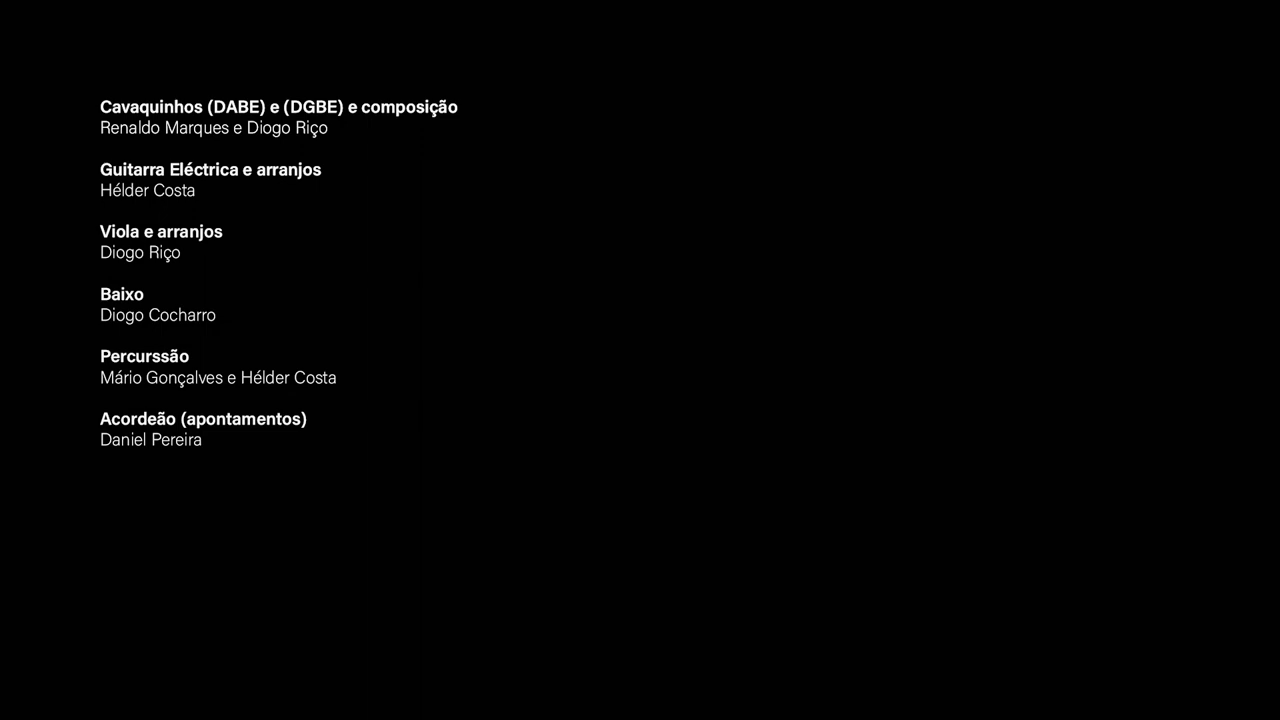 Cavaquinhos (DABE) e (DGBE) e composição
Renaldo Marques e Diogo Riço
Guitarra Eléctrica e arranjos
Hélder Costa
Viola e arranjos
Diogo Riço
Baixo
Diogo Cocharro
Percurssão
Mário Gonçalves e Hélder Costa
Acordeão (apontamentos)
Daniel Pereira